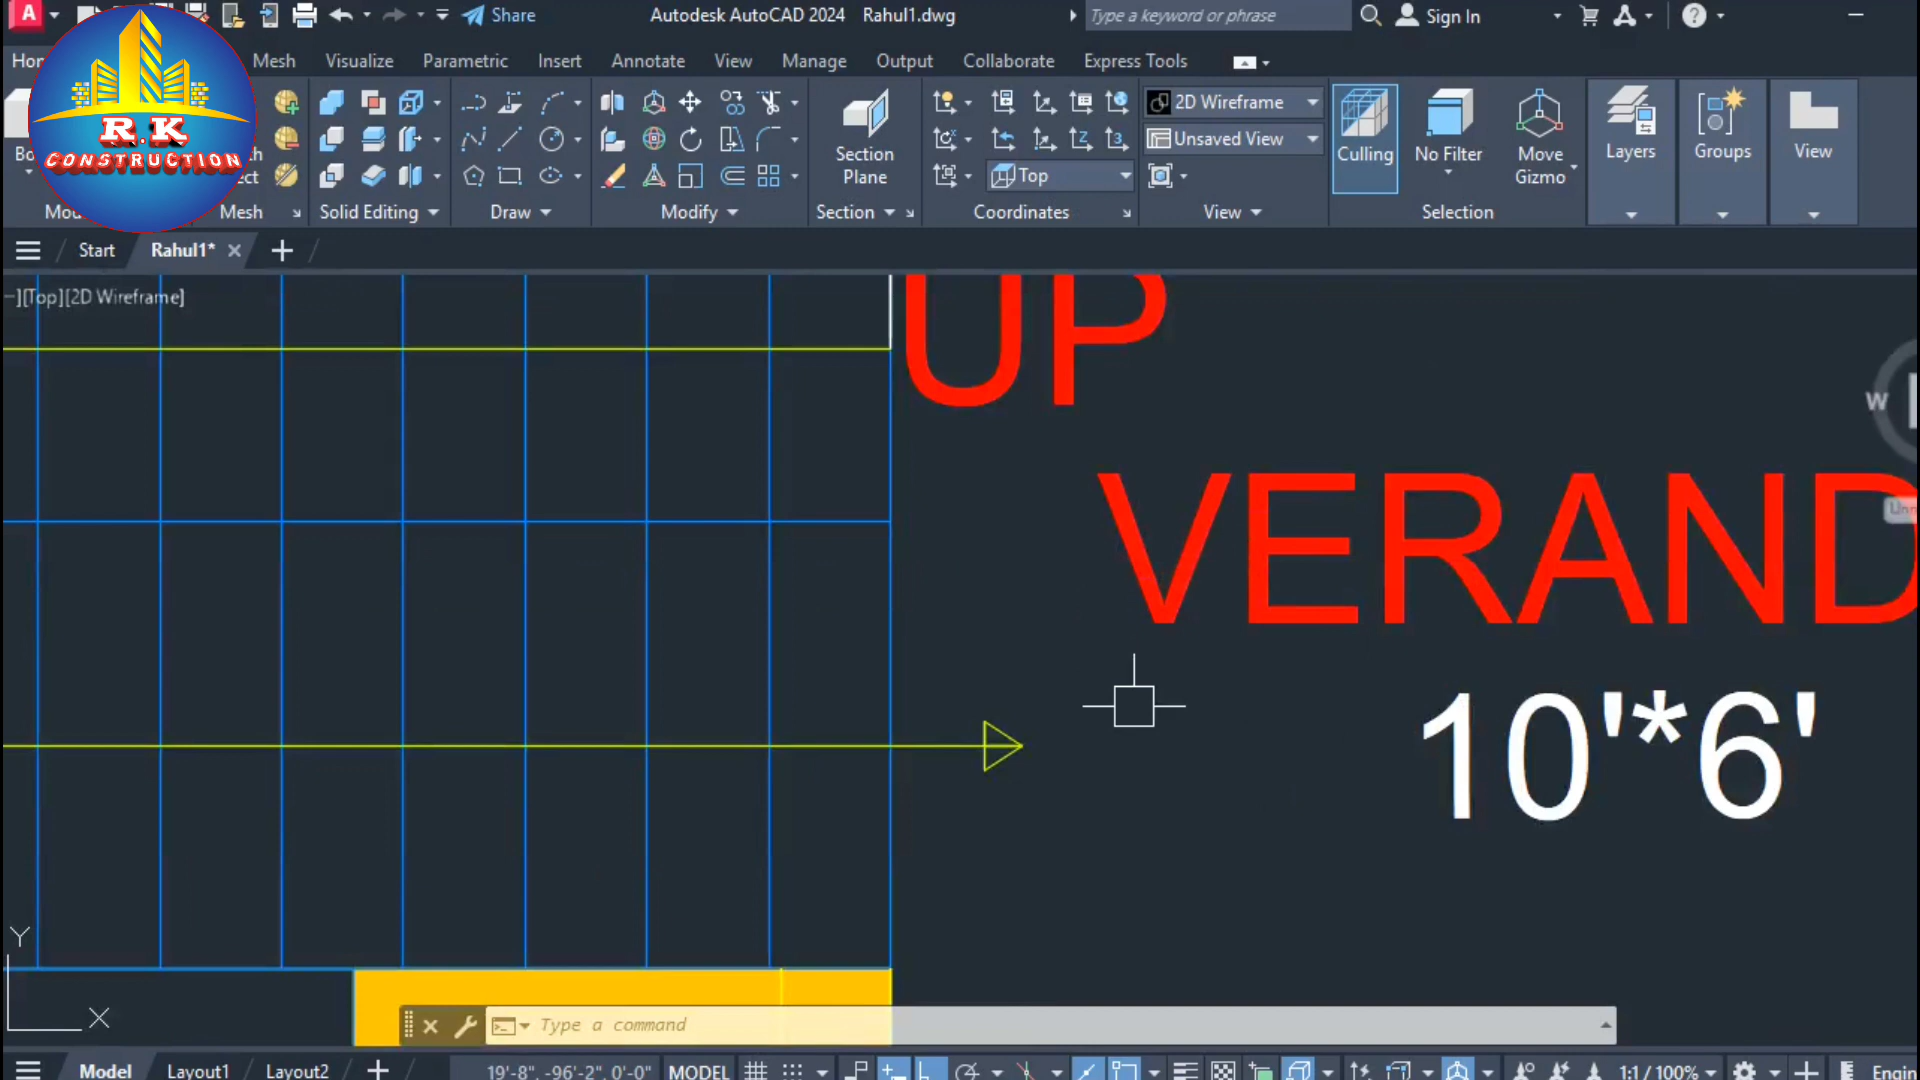 Share
Autodesk AutoCAD 2024 Rahul1.dwg
Type a keyword or phrase
Sign In
Mesh Visualize Parametric Insert Annotate View Manage Output Collaborate Express Tools
R.K
CONSTRUCTION
2D Wireframe
Unsaved View
Top
Section Plane
Culling
No Filter
Move Gizmo
Layers
Groups
View
Mesh
Solid Editing
Draw
Modify
Section
Coordinates
View
Selection
Start
Rahul1*
][Top][2D Wireframe]
UP
W
VERAND
10'*6'
Y
X
Type a command
Model Layout1 Layout2
19'-8", -96'-2", 0'-0" MODEL
1:1 / 100%